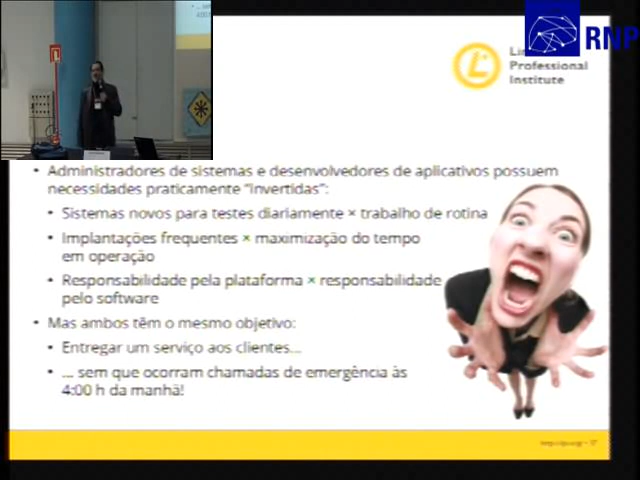 RNP
Linux
Professional
Institute
• Administradores de sistemas e desenvolvedores de aplicativos possuem
necessidades praticamente "invertidas":
• Sistemas novos para testes diariamente × trabalho de rotina
• Implantações frequentes × maximização do tempo
em operação
• Responsabilidade pela plataforma × responsabilidade
pelo software
• Mas ambos têm o mesmo objetivo:
• Entregar um serviço aos clientes...
• ... sem que ocorram chamadas de emergência às
4:00 h da manhã!